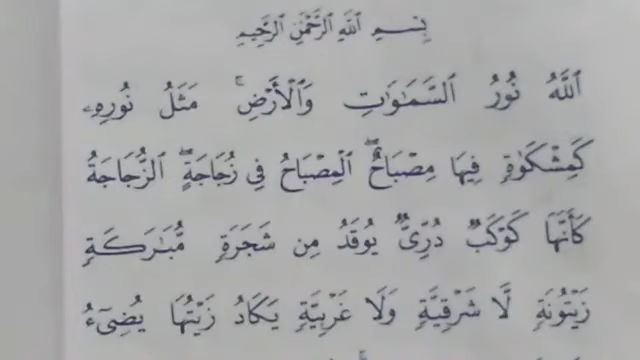 بِسْمِ ٱللَّهِ ٱلرَّحْمَٰنِ ٱلرَّحِيمِ
ٱللَّهُ نُورُ ٱلسَّمَٰوَٰتِ وَٱلْأَرْضِ ۚ مَثَلُ نُورِهِۦ
كَمِشْكَوٰةٍ فِيهَا مِصْبَاحٌ ۖ ٱلْمِصْبَاحُ فِى زُجَاجَةٍ ۖ ٱلزُّجَاجَةُ
كَأَنَّهَا كَوْكَبٌ دُرِّىٌّ يُوقَدُ مِن شَجَرَةٍ مُّبَٰرَكَةٍ
زَيْتُونَةٍ لَّا شَرْقِيَّةٍ وَلَا غَرْبِيَّةٍ يَكَادُ زَيْتُهَا يُضِىٓءُ